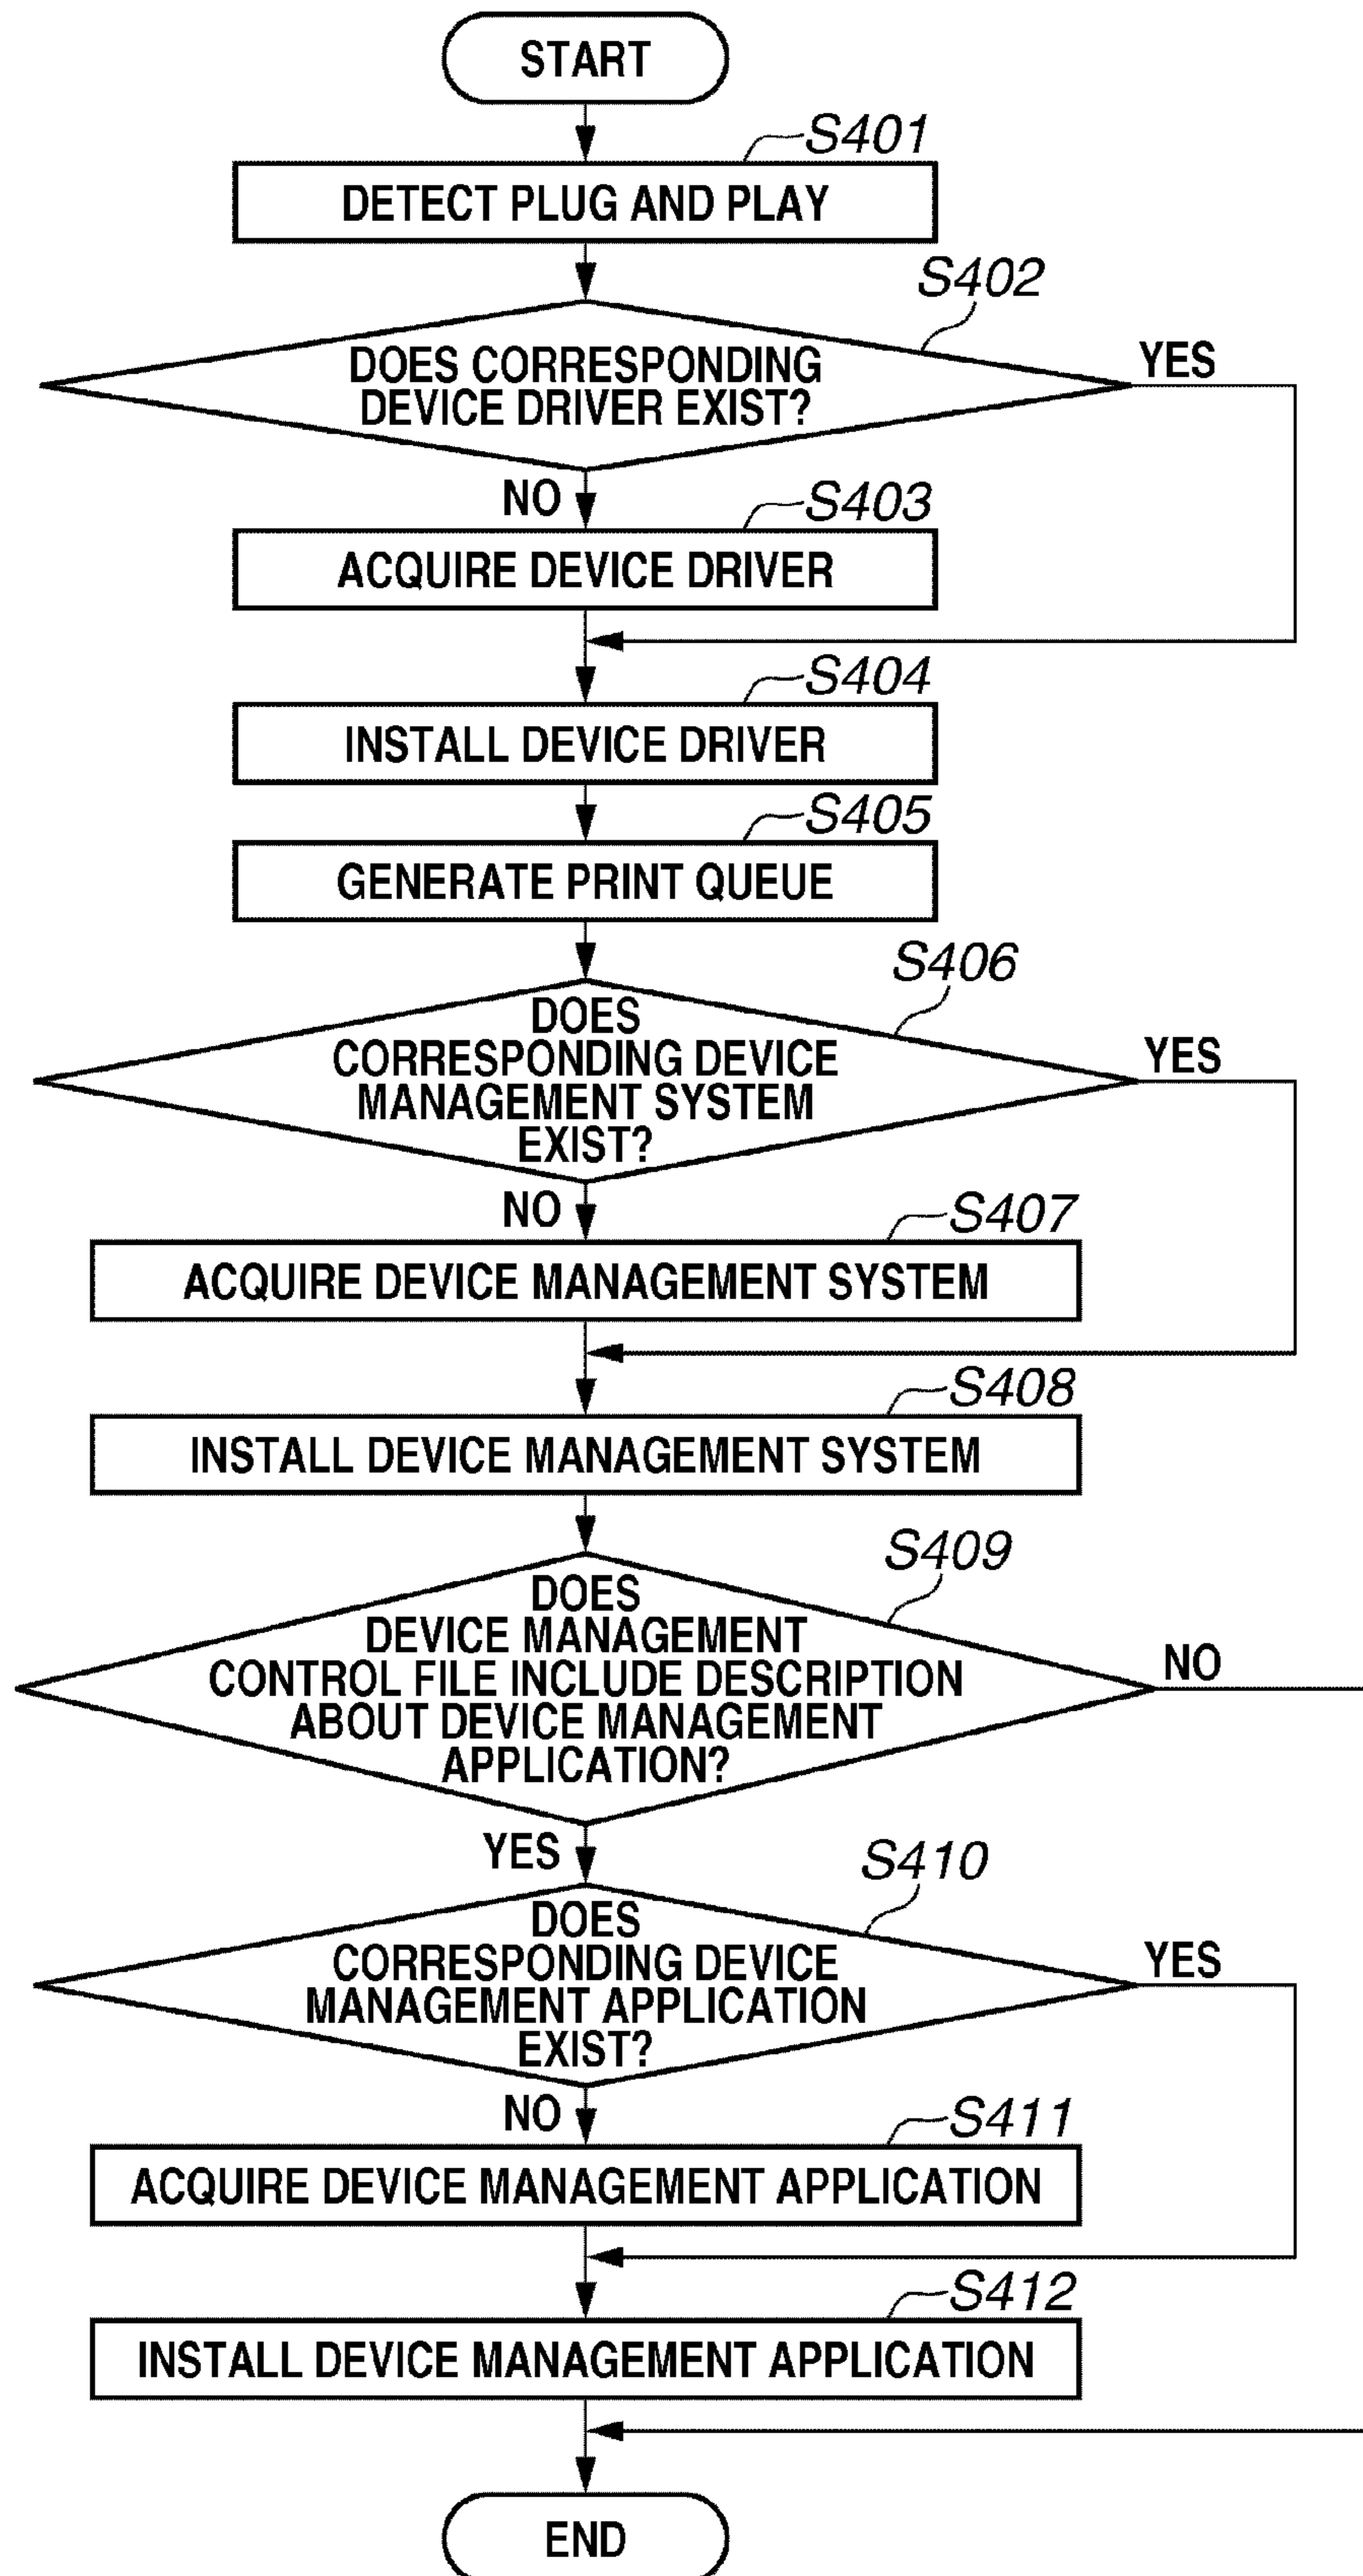 START
S401
DETECT PLUG AND PLAY
S402
DOES CORRESPONDING
DEVICE DRIVER EXIST?
YES
NO
S403
ACQUIRE DEVICE DRIVER
S404
INSTALL DEVICE DRIVER
S405
GENERATE PRINT QUEUE
S406
DOES
CORRESPONDING DEVICE
MANAGEMENT SYSTEM
EXIST?
YES
NO
S407
ACQUIRE DEVICE MANAGEMENT SYSTEM
S408
INSTALL DEVICE MANAGEMENT SYSTEM
S409
DOES
DEVICE MANAGEMENT
CONTROL FILE INCLUDE DESCRIPTION
ABOUT DEVICE MANAGEMENT
APPLICATION?
NO
YES
S410
DOES
CORRESPONDING DEVICE
MANAGEMENT APPLICATION
EXIST?
YES
NO
S411
ACQUIRE DEVICE MANAGEMENT APPLICATION
S412
INSTALL DEVICE MANAGEMENT APPLICATION
END